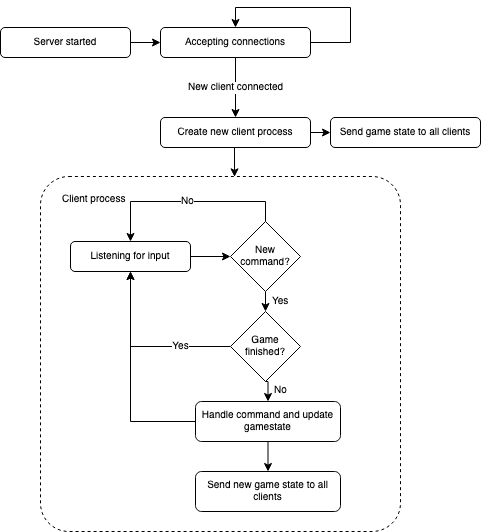 Server started
Accepting connections
New client connected
Create new client process
Send game state to all clients
Client process
No
Listening for input
New
command?
Yes
Game
finished?
Yes
No
Handle command and update
gamestate
Send new game state to all
clients